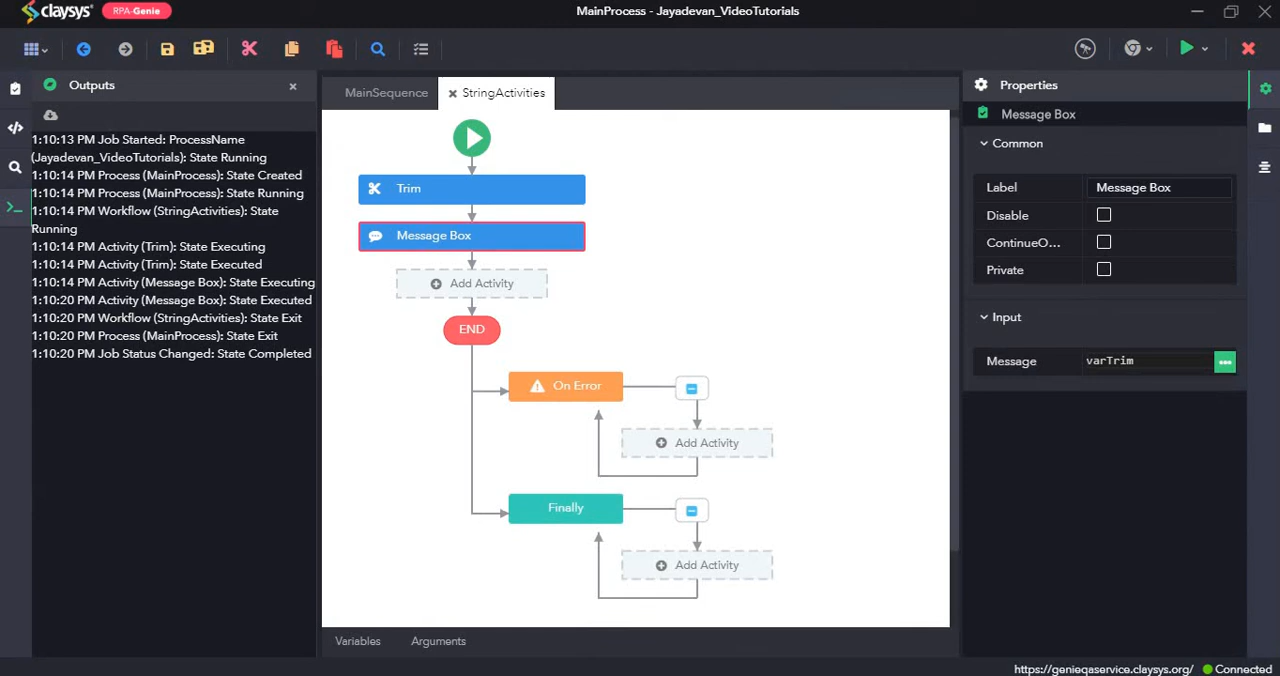 claysys RPA-Genie
MainProcess - Jayadevan_VideoTutorials
Outputs
1:10:13 PM Job Started: ProcessName
(Jayadevan_VideoTutorials): State Running
1:10:14 PM Process (MainProcess): State Created
1:10:14 PM Process (MainProcess): State Running
1:10:14 PM Workflow (StringActivities): State
Running
1:10:14 PM Activity (Trim): State Executing
1:10:14 PM Activity (Trim): State Executed
1:10:14 PM Activity (Message Box): State Executing
1:10:20 PM Activity (Message Box): State Executed
1:10:20 PM Workflow (StringActivities): State Exit
1:10:20 PM Process (MainProcess): State Exit
1:10:20 PM Job Status Changed: State Completed
MainSequence
StringActivities
Trim
Message Box
Add Activity
END
On Error
Add Activity
Finally
Add Activity
Variables
Arguments
Properties
Message Box
Common
Label Message Box
Disable
ContinueO...
Private
Input
Message varTrim
https://genieqaservice.claysys.org/ Connected